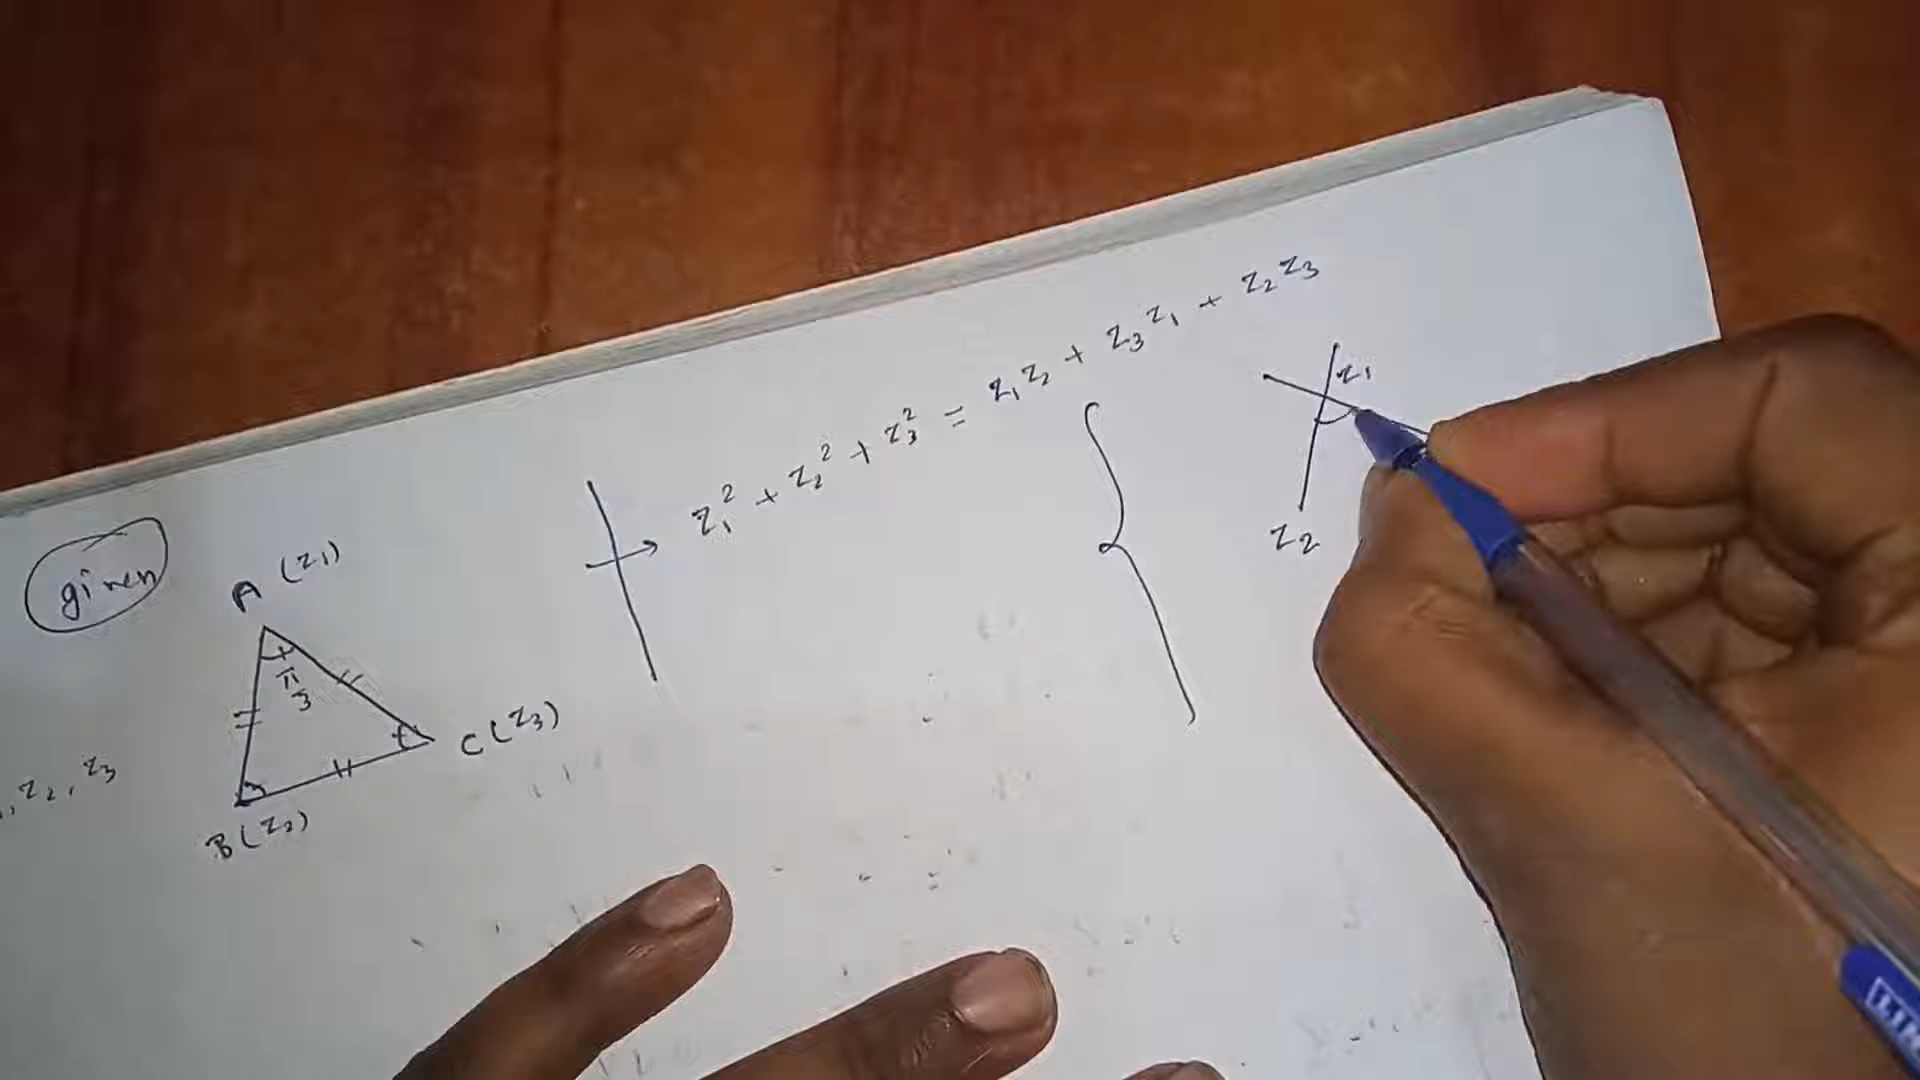 given
A (z₁)
π
3
C (z₃)
B (z₂)
, z₂, z₃
z₁² + z₂² + z₃² = z₁z₂ + z₃z₁ + z₂z₃
z₁
z₂